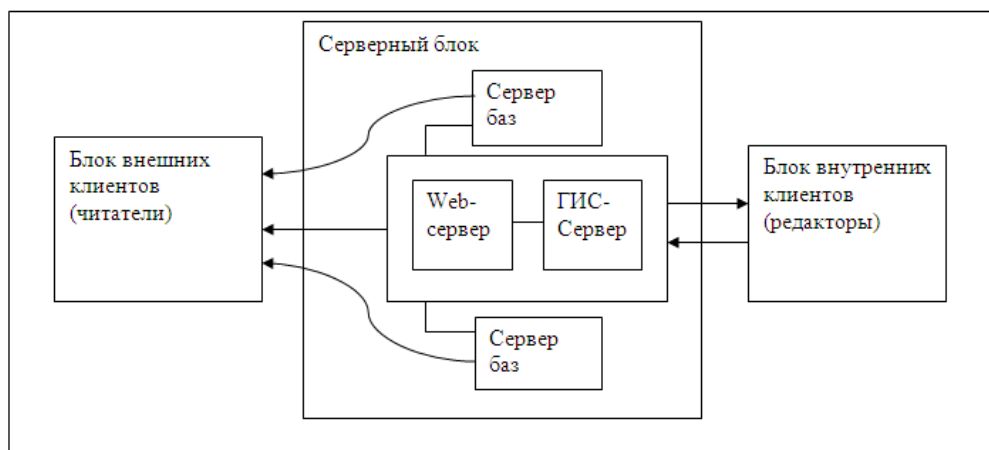 Серверный блок
Сервер
баз
Блок внешних
клиентов
(читатели)
Web-
сервер
ГИС-
Сервер
Блок внутренних
клиентов
(редакторы)
Сервер
баз